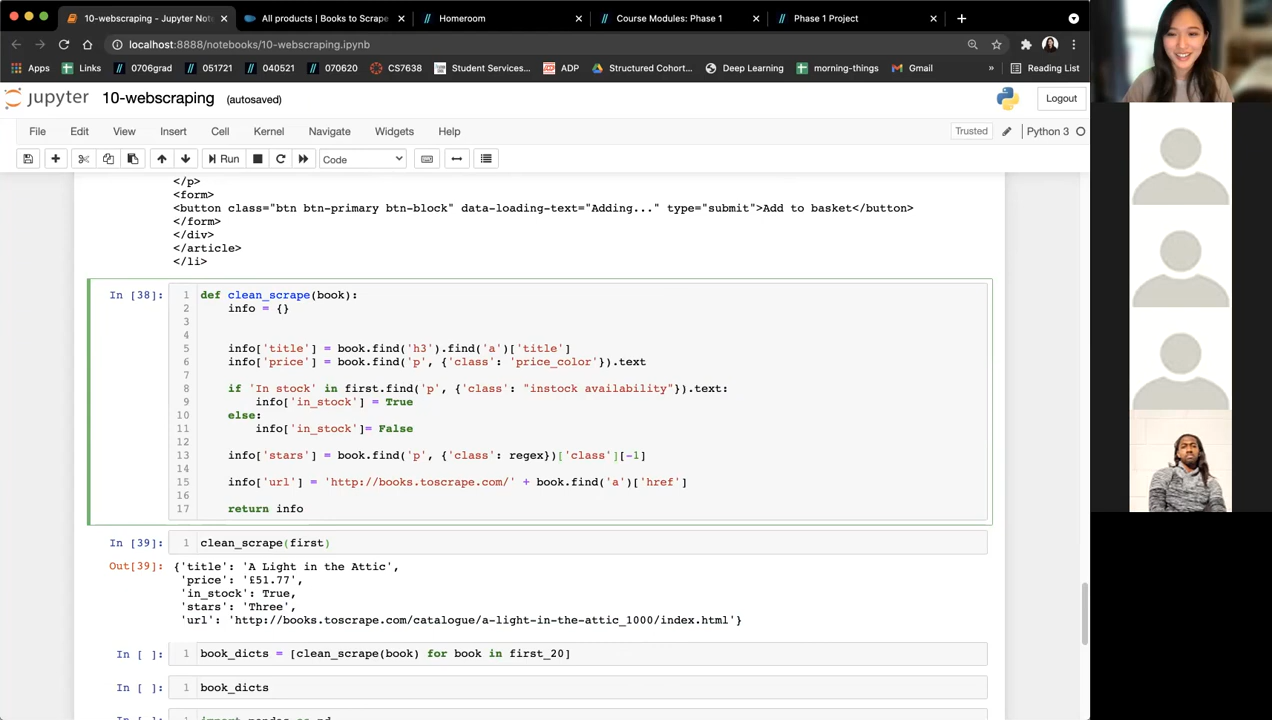 10-webscraping - Jupyter Not
All products | Books to Scrape
Homeroom
Course Modules: Phase 1
Phase 1 Project
localhost:8888/notebooks/10-webscraping.ipynb
Apps
Links
0706grad
051721
040521
070620
CS7638
Student Services...
ADP
Structured Cohort...
Deep Learning
morning-things
Gmail
»
Reading List
jupyter
10-webscraping
(autosaved)
Logout
File
Edit
View
Insert
Cell
Kernel
Navigate
Widgets
Help
Trusted
Python 3
Run
Code
</p>
<form>
<button class="btn btn-primary btn-block" data-loading-text="Adding..." type="submit">Add to basket</button>
</form>
</div>
</article>
</li>
In [38]:
1 def clean_scrape(book):
2 info = {}
3
4
5 info['title'] = book.find('h3').find('a')['title']
6 info['price'] = book.find('p', {'class': 'price_color'}).text
7
8 if 'In stock' in first.find('p', {'class': "instock availability"}).text:
9 info['in_stock'] = True
10 else:
11 info['in_stock']= False
12
13 info['stars'] = book.find('p', {'class': regex})['class'][-1]
14
15 info['url'] = 'http://books.toscrape.com/' + book.find('a')['href']
16
17 return info
In [39]:
1 clean_scrape(first)
Out[39]:
{'title': 'A Light in the Attic',
'price': '£51.77',
'in_stock': True,
'stars': 'Three',
'url': 'http://books.toscrape.com/catalogue/a-light-in-the-attic_1000/index.html'}
In [ ]:
1 book_dicts = [clean_scrape(book) for book in first_20]
In [ ]:
1 book_dicts